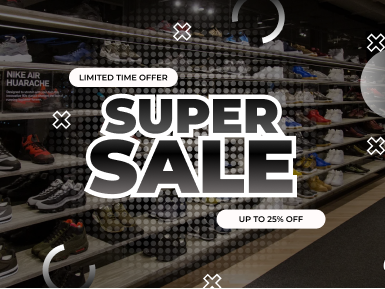 LIMITED TIME OFFER
NIKE AIR
HUARACHE
SUPER
SALE
UP TO 25% OFF